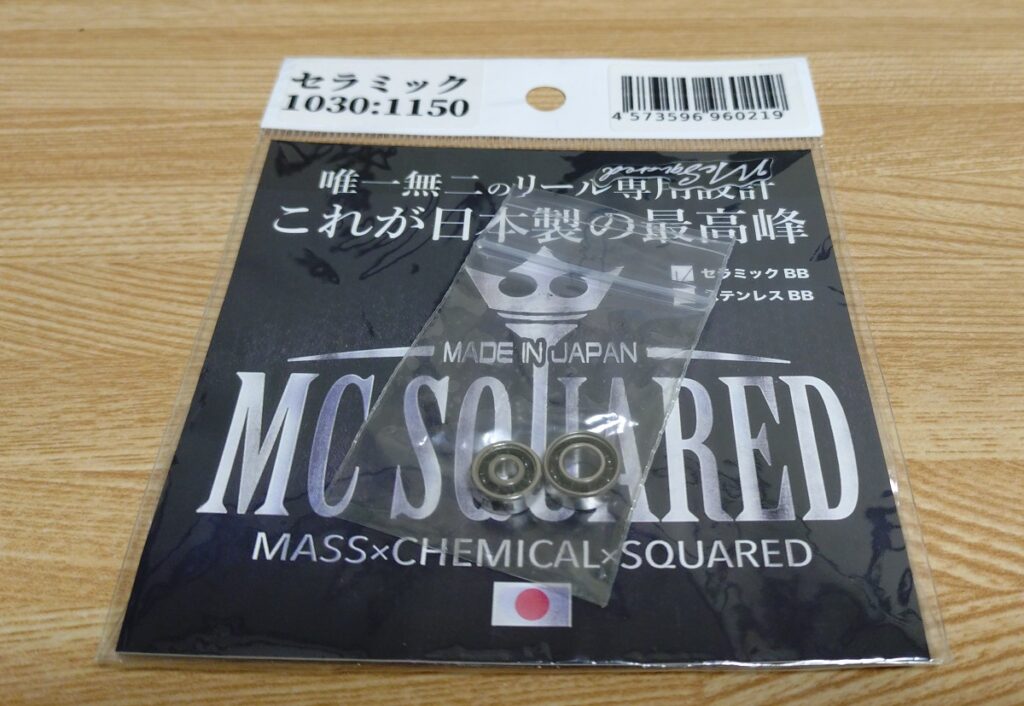 セラミック
1030:1150
4 573596 960219
Mc Squared
唯一無二のリール専用設計
これが日本製の最高峰
セラミックBB
ステンレスBB
MADE IN JAPAN
MC SQUARED
MASS×CHEMICAL×SQUARED